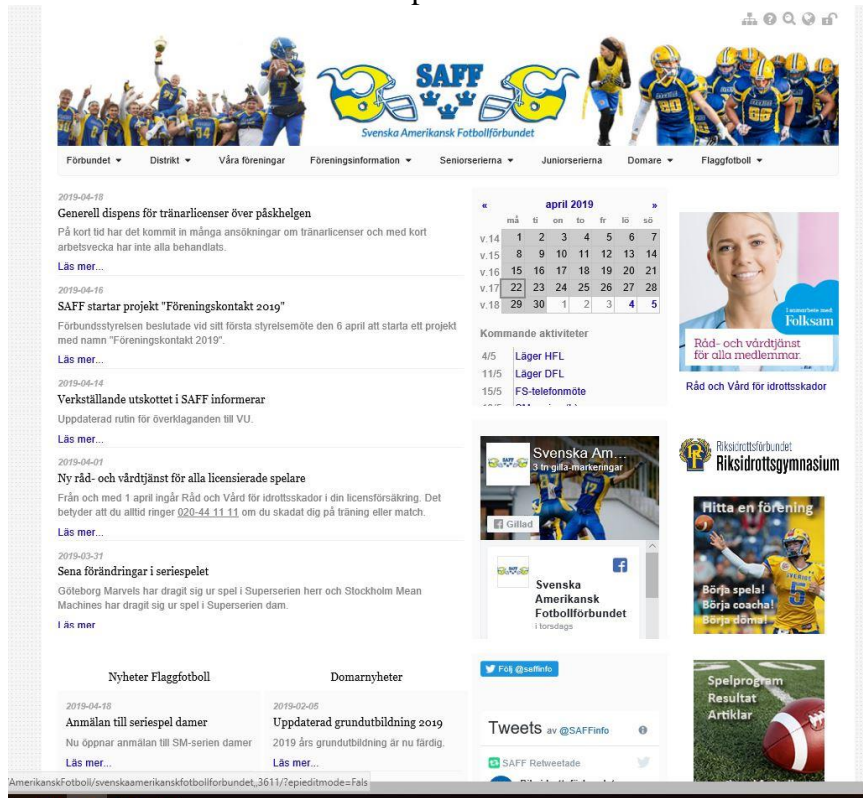 SAFF
Svenska Amerikansk Fotbollförbundet
Förbundet
Distrikt
Våra föreningar
Föreningsinformation
Seniorserierna
Juniorserierna
Domare
Flaggfotboll
2019-04-18
Generell dispens för tränarlicenser över påskhelgen
På kort tid har det kommit in många ansökningar om tränarlicenser och med kort
arbetsvecka har inte alla behandlats.
Läs mer...
2019-04-16
SAFF startar projekt "Föreningskontakt 2019"
Förbundsstyrelsen beslutade vid sitt första styrelsemöte den 6 april att starta ett projekt
med namn "Föreningskontakt 2019".
Läs mer...
2019-04-14
Verkställande utskottet i SAFF informerar
Uppdaterad rutin för överklaganden till VU.
Läs mer...
2019-04-01
Ny råd- och vårdtjänst för alla licensierade spelare
Från och med 1 april ingår Råd och Vård för idrottsskador i din licensförsäkring. Det
betyder att du alltid ringer 020-44 11 11 om du skadat dig på träning eller match.
Läs mer...
2019-03-31
Sena förändringar i seriespelet
Göteborg Marvels har dragit sig ur spel i Superserien herr och Stockholm Mean
Machines har dragit sig ur spel i Superserien dam.
Läs mer
Nyheter Flaggfotboll
2019-04-18
Anmälan till seriespel damer
Nu öppnar anmälan till SM-serien damer
Läs mer...
Domarnyheter
2019-02-05
Uppdaterad grundutbildning 2019
2019 års grundutbildning är nu färdig.
Läs mer...
« april 2019 »
må ti on to fr lö sö
v.14 1 2 3 4 5 6 7
v.15 8 9 10 11 12 13 14
v.16 15 16 17 18 19 20 21
v.17 22 23 24 25 26 27 28
v.18 29 30 1 2 3 4 5
Kommande aktiviteter
4/5 Läger HFL
11/5 Läger DFL
15/5 FS-telefonmöte
Svenska Am...
3 tn gilla-markeringar
Gillad
Svenska
Amerikansk
Fotbollförbundet
i torsdags
Följ @saffinfo
Tweets av @SAFFinfo
SAFF Retweetade
I samarbete med
Folksam
Råd- och vårdtjänst
för alla medlemmar.
Råd och Vård för idrottsskador
Riksidrottsförbundet
Riksidrottsgymnasium
Hitta en förening
SVERIGE
5
Börja spela!
Börja coacha!
Börja döma!
Spelprogram
Resultat
Artiklar
/AmerikanskFotboll/svenskaamerikanskfotbollforbundet,3611/?epieditmode=Fals